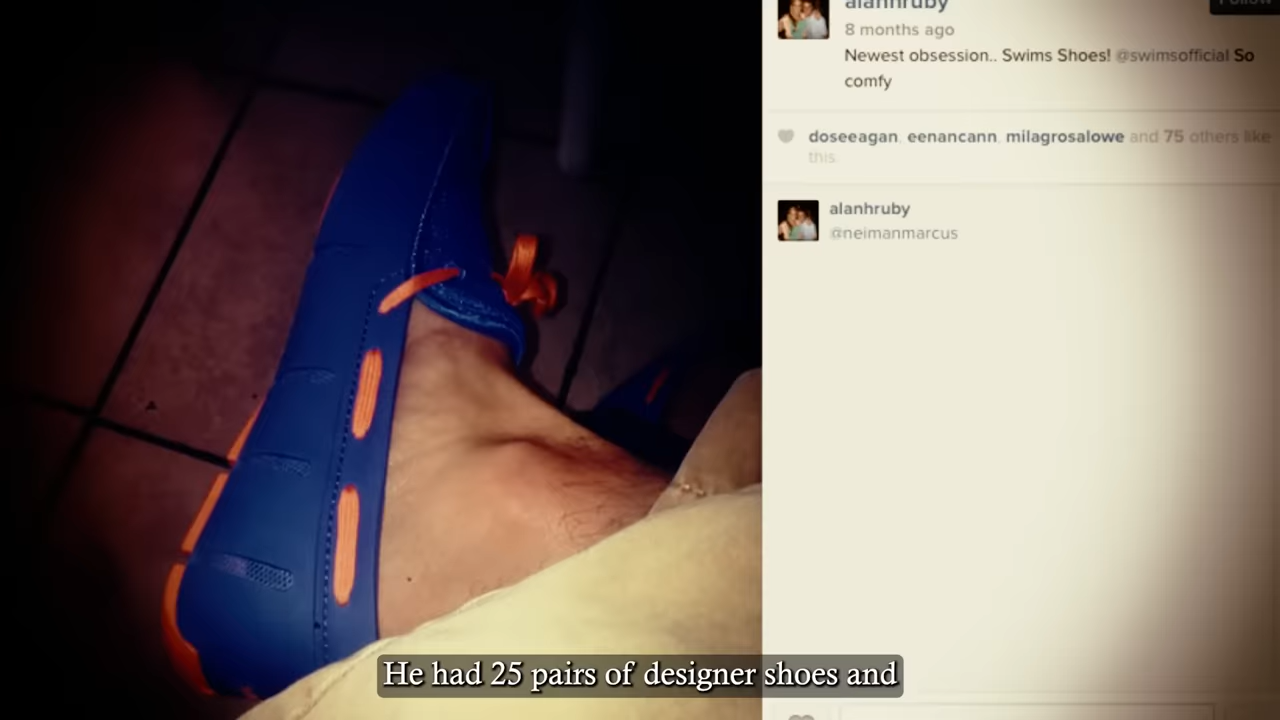 alanhruby
Follow
8 months ago
Newest obsession.. Swims Shoes! @swimsofficial So
comfy
doseeagan, eenancann, milagrosalowe and 75 others like
this.
alanhruby
@neimanmarcus
He had 25 pairs of designer shoes and